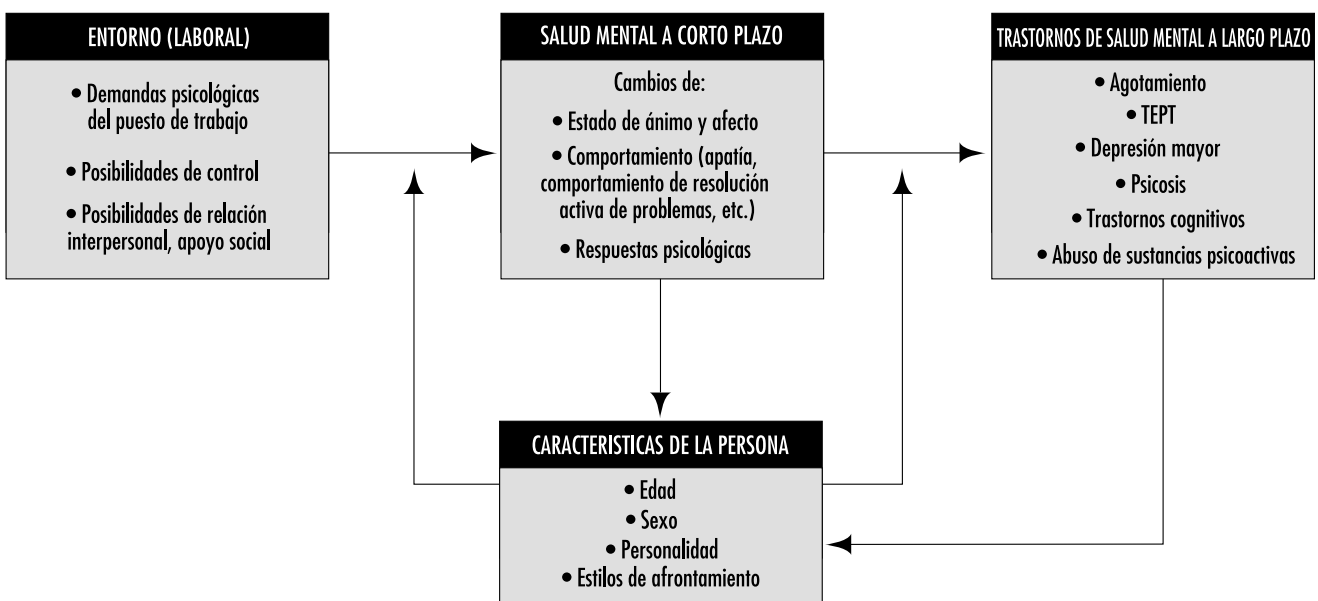 ENTORNO (LABORAL)
• Demandas psicológicas
del puesto de trabajo
• Posibilidades de control
• Posibilidades de relación
interpersonal, apoyo social
SALUD MENTAL A CORTO PLAZO
Cambios de:
• Estado de ánimo y afecto
• Comportamiento (apatía,
comportamiento de resolución
activa de problemas, etc.)
• Respuestas psicológicas
TRASTORNOS DE SALUD MENTAL A LARGO PLAZO
• Agotamiento
• TEPT
• Depresión mayor
• Psicosis
• Trastornos cognitivos
• Abuso de sustancias psicoactivas
CARACTERISTICAS DE LA PERSONA
• Edad
• Sexo
• Personalidad
• Estilos de afrontamiento